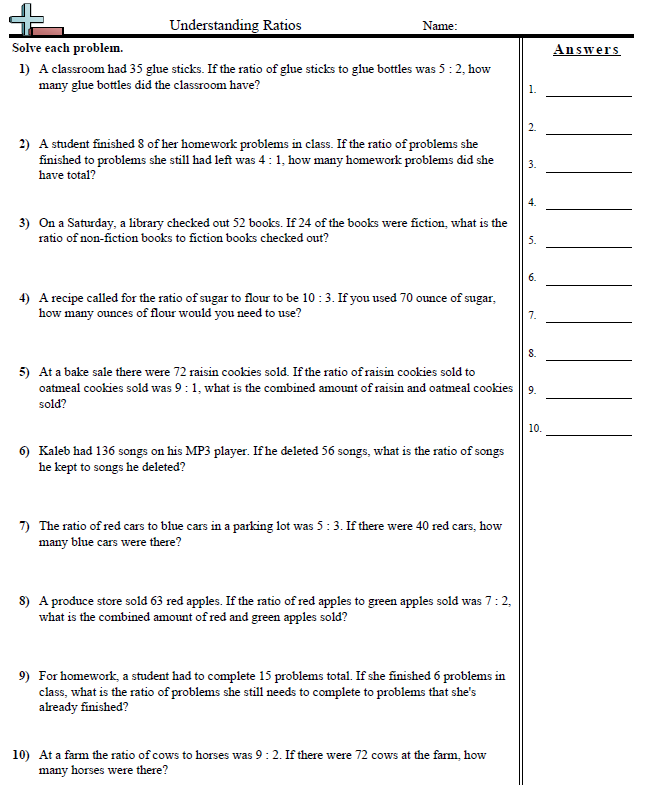 Understanding Ratios Name:
Solve each problem.
Answers
1) A classroom had 35 glue sticks. If the ratio of glue sticks to glue bottles was 5 : 2, how
many glue bottles did the classroom have?
2) A student finished 8 of her homework problems in class. If the ratio of problems she
finished to problems she still had left was 4 : 1, how many homework problems did she
have total?
3) On a Saturday, a library checked out 52 books. If 24 of the books were fiction, what is the
ratio of non-fiction books to fiction books checked out?
4) A recipe called for the ratio of sugar to flour to be 10 : 3. If you used 70 ounce of sugar,
how many ounces of flour would you need to use?
5) At a bake sale there were 72 raisin cookies sold. If the ratio of raisin cookies sold to
oatmeal cookies sold was 9 : 1, what is the combined amount of raisin and oatmeal cookies
sold?
6) Kaleb had 136 songs on his MP3 player. If he deleted 56 songs, what is the ratio of songs
he kept to songs he deleted?
7) The ratio of red cars to blue cars in a parking lot was 5 : 3. If there were 40 red cars, how
many blue cars were there?
8) A produce store sold 63 red apples. If the ratio of red apples to green apples sold was 7 : 2,
what is the combined amount of red and green apples sold?
9) For homework, a student had to complete 15 problems total. If she finished 6 problems in
class, what is the ratio of problems she still needs to complete to problems that she's
already finished?
10) At a farm the ratio of cows to horses was 9 : 2. If there were 72 cows at the farm, how
many horses were there?
1.
2.
3.
4.
5.
6.
7.
8.
9.
10.